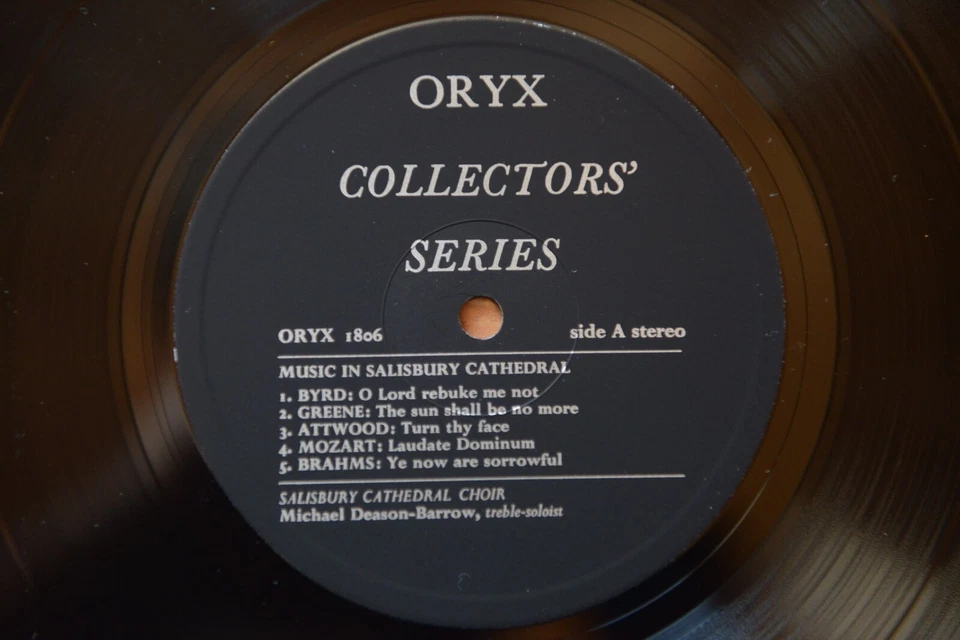 ORYX
COLLECTORS'
SERIES
ORYX 1806 side A stereo
MUSIC IN SALISBURY CATHEDRAL
1. BYRD: O Lord rebuke me not
2. GREENE: The sun shall be no more
3. ATTWOOD: Turn thy face
4. MOZART: Laudate Dominum
5. BRAHMS: Ye now are sorrowful
SALISBURY CATHEDRAL CHOIR
Michael Deason-Barrow, treble-soloist